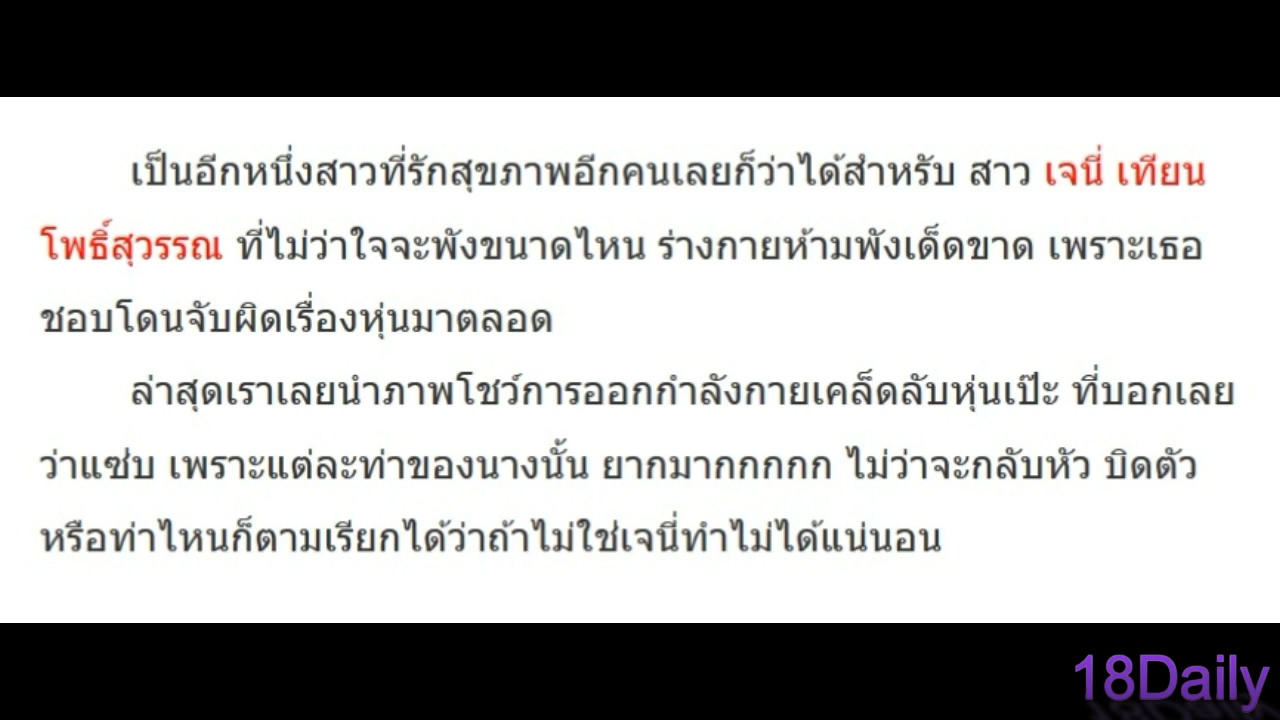 เป็นอีกหนึ่งสาวที่รักสุขภาพอีกคนเลยก็ว่าได้สำหรับ สาว เจนี่ เทียน
โพธิ์สุวรรณ ที่ไม่ว่าใจจะพังขนาดไหน ร่างกายห้ามพังเด็ดขาด เพราะเธอ
ชอบโดนจับผิดเรื่องหุ่นมาตลอด
ล่าสุดเราเลยนำภาพโชว์การออกกำลังกายเคล็ดลับหุ่นเป๊ะ ที่บอกเลย
ว่าแซ่บ เพราะแต่ละท่าของนางนั้น ยากมากกกกก ไม่ว่าจะกลับหัว บิดตัว
หรือท่าไหนก็ตามเรียกได้ว่าถ้าไม่ใช่เจนี่ทำไม่ได้แน่นอน
18Daily